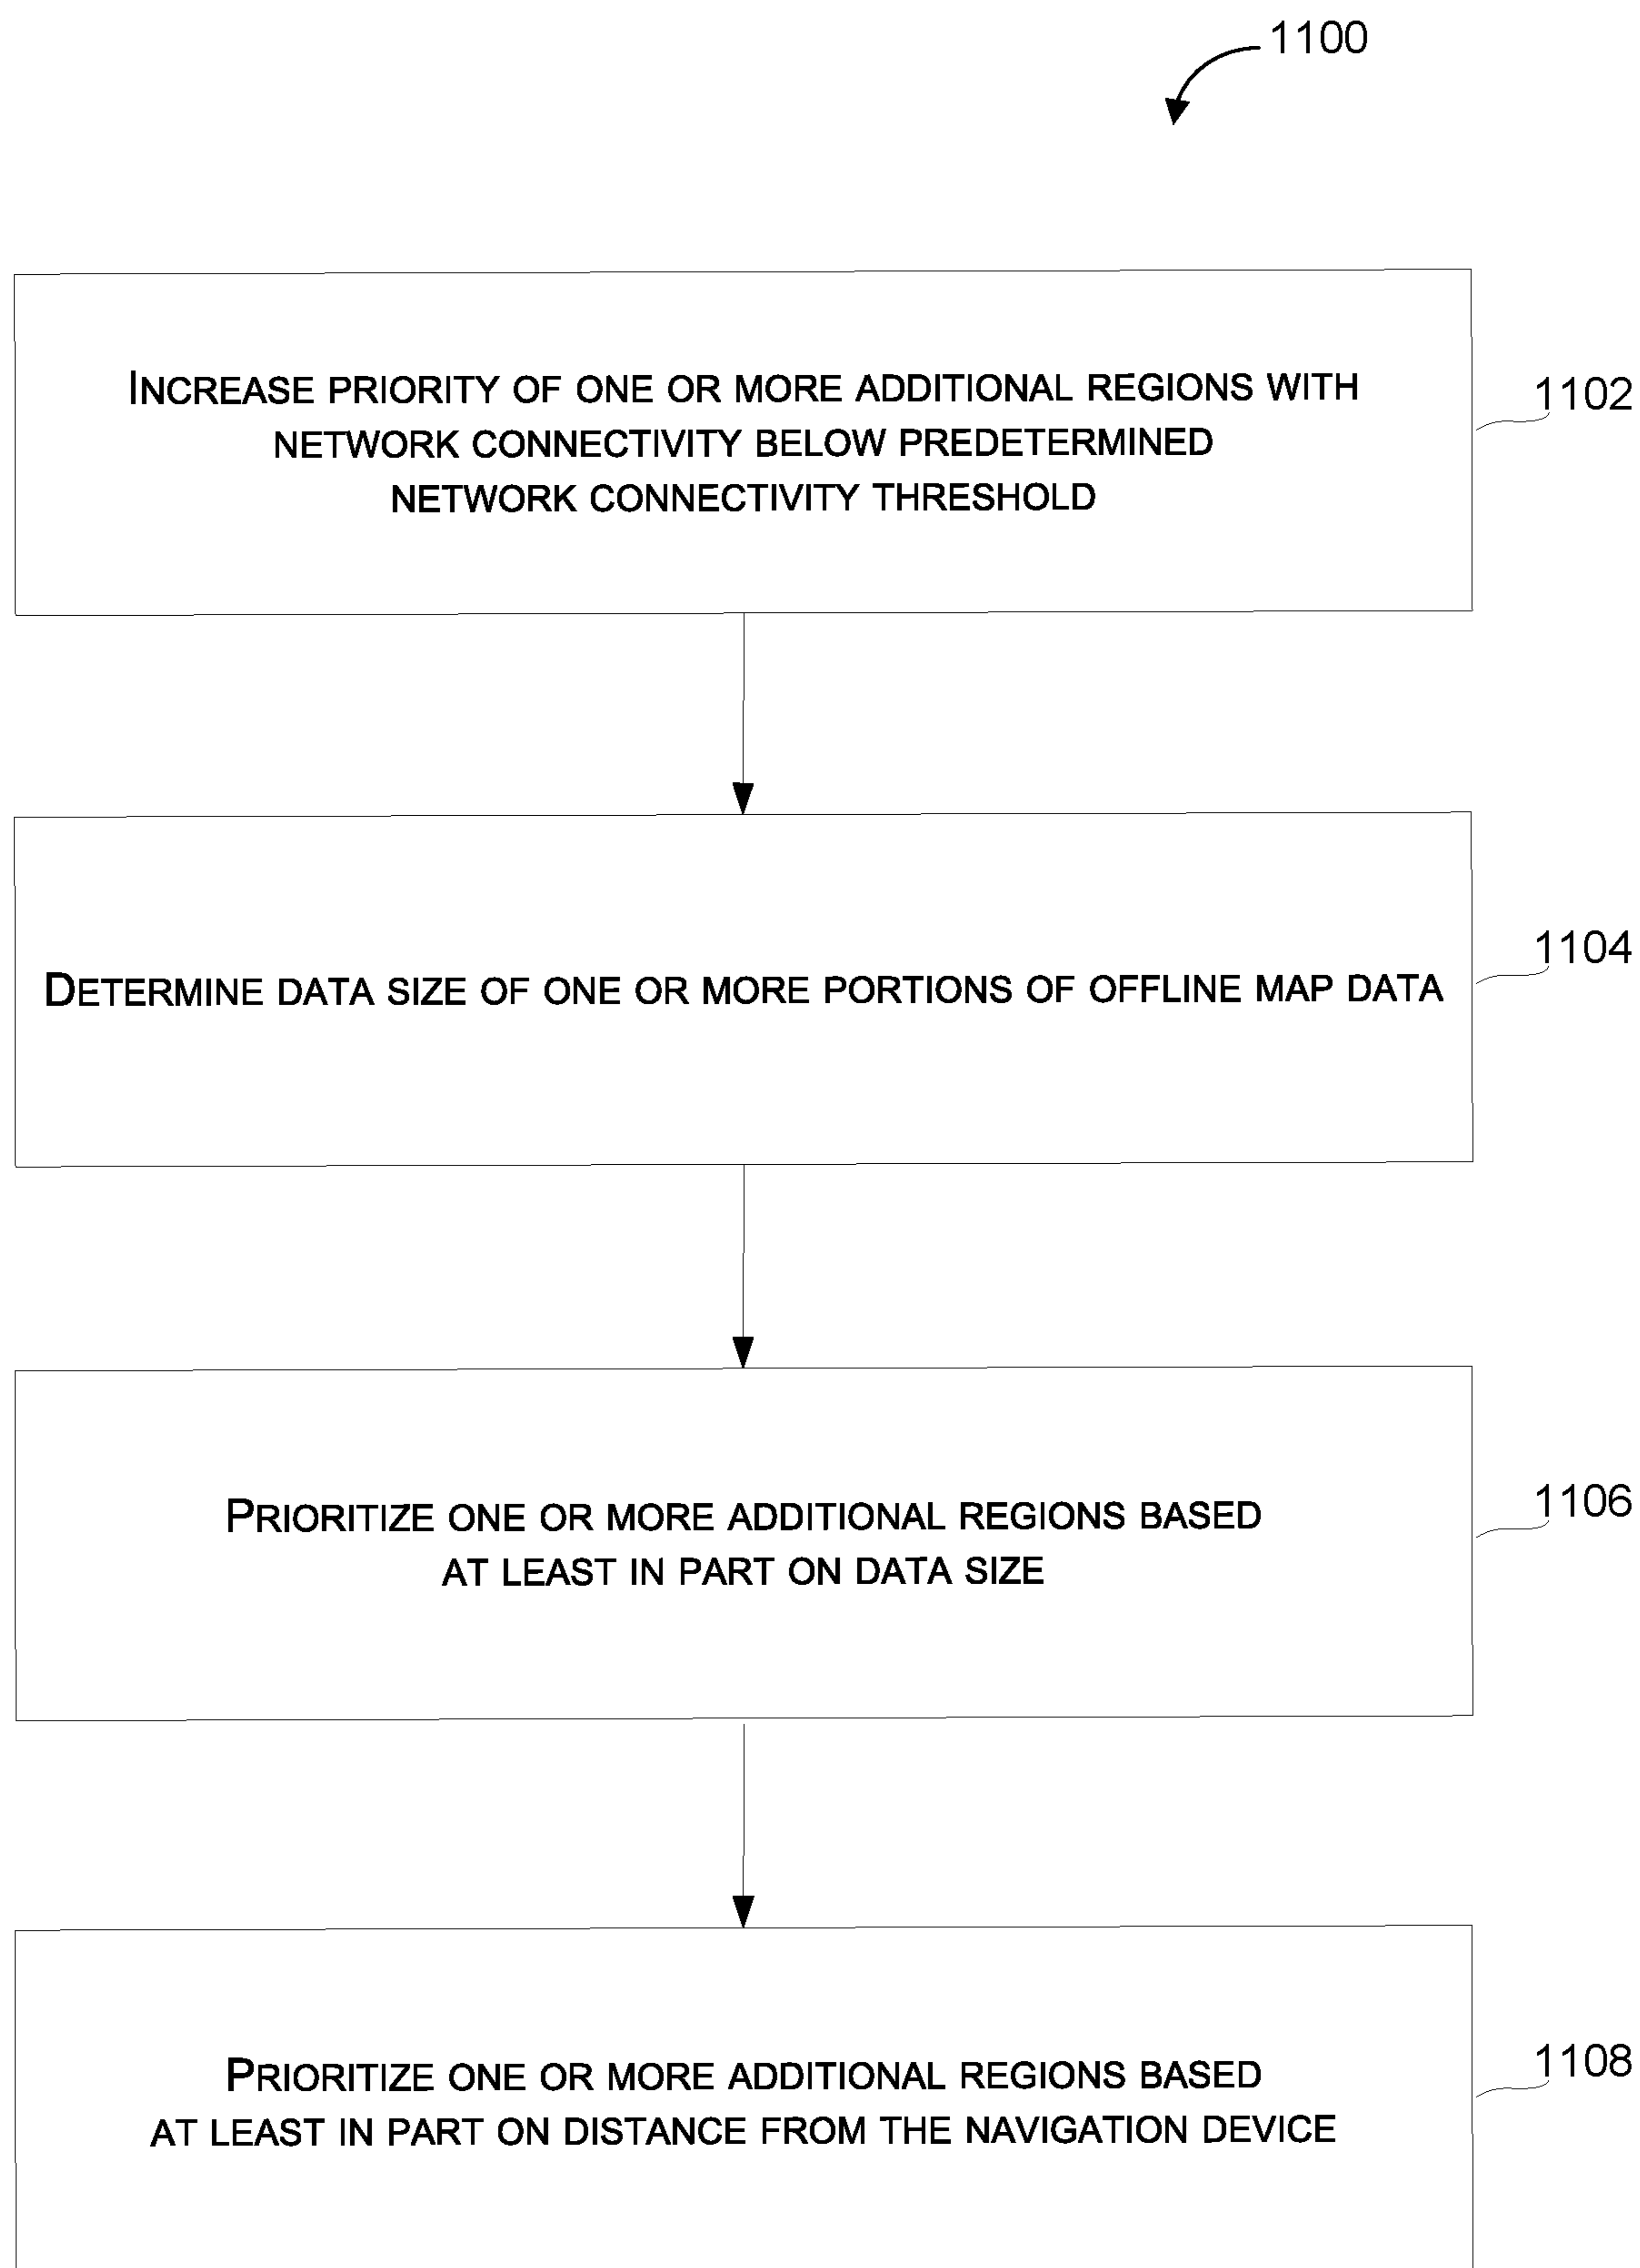 1100
INCREASE PRIORITY OF ONE OR MORE ADDITIONAL REGIONS WITH
NETWORK CONNECTIVITY BELOW PREDETERMINED
NETWORK CONNECTIVITY THRESHOLD
1102
DETERMINE DATA SIZE OF ONE OR MORE PORTIONS OF OFFLINE MAP DATA
1104
PRIORITIZE ONE OR MORE ADDITIONAL REGIONS BASED
AT LEAST IN PART ON DATA SIZE
1106
PRIORITIZE ONE OR MORE ADDITIONAL REGIONS BASED
AT LEAST IN PART ON DISTANCE FROM THE NAVIGATION DEVICE
1108